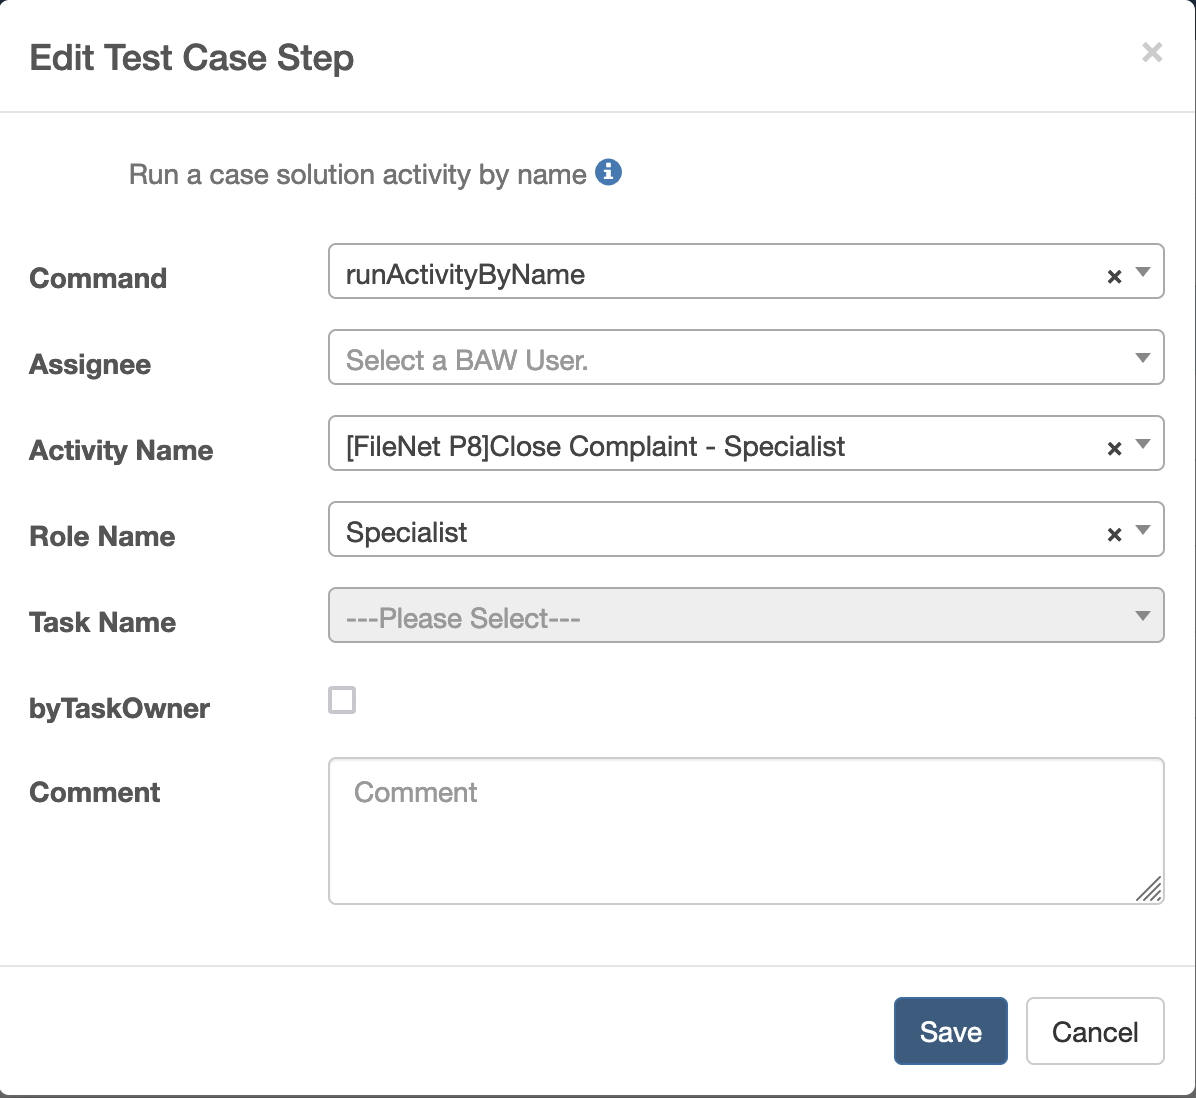 Edit Test Case Step
×
Run a case solution activity by name
Command
runActivityByName
×
Assignee
Select a BAW User.
Activity Name
[FileNet P8]Close Complaint - Specialist
×
Role Name
Specialist
×
Task Name
---Please Select---
byTaskOwner
Comment
Comment
Save
Cancel